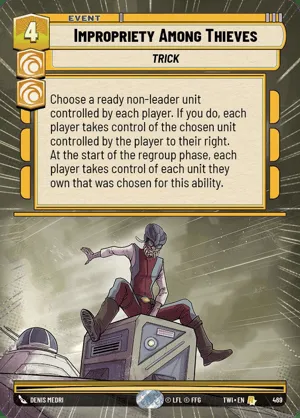 EVENT
4
IMPROPRIETY AMONG THIEVES
TRICK
Choose a ready non-leader unit
controlled by each player. If you do, each
player takes control of the chosen unit
controlled by the player to their right.
At the start of the regroup phase, each
player takes control of each unit they
own that was chosen for this ability.
DENIS MEDRI
© LFL © FFG
TWI • EN
469